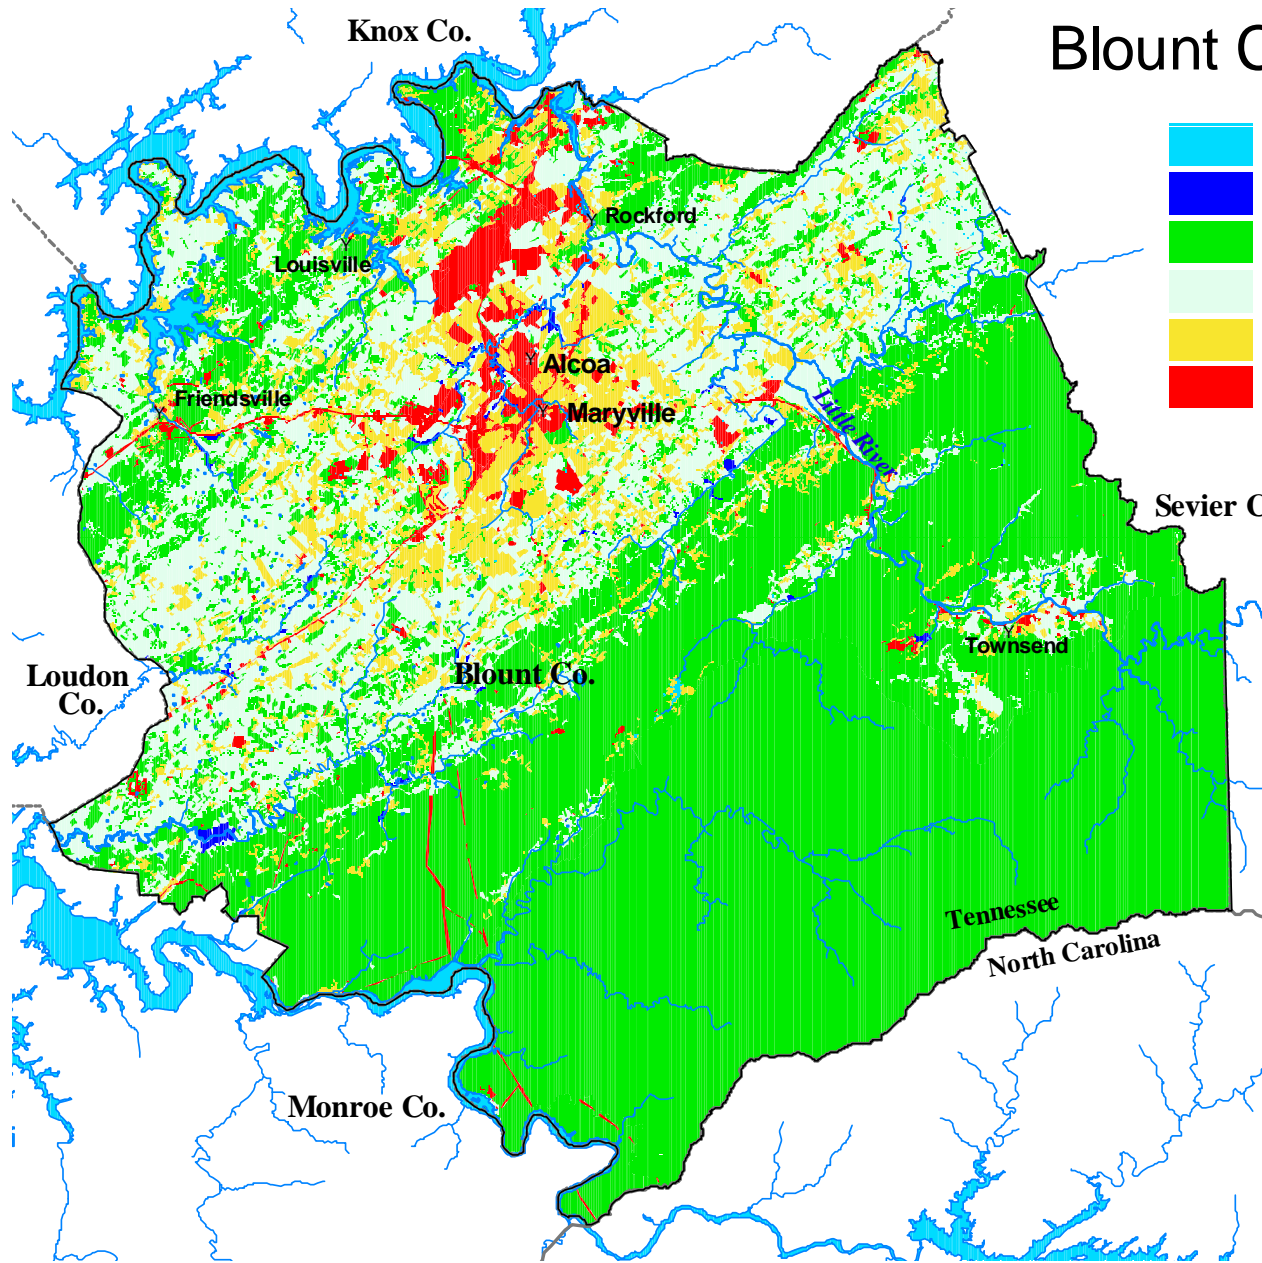 Knox Co.
Blount C
Rockford
Louisville
Alcoa
Friendsville
Maryville
Little River
Sevier C
Townsend
Loudon
Co.
Blount Co.
Tennessee
North Carolina
Monroe Co.